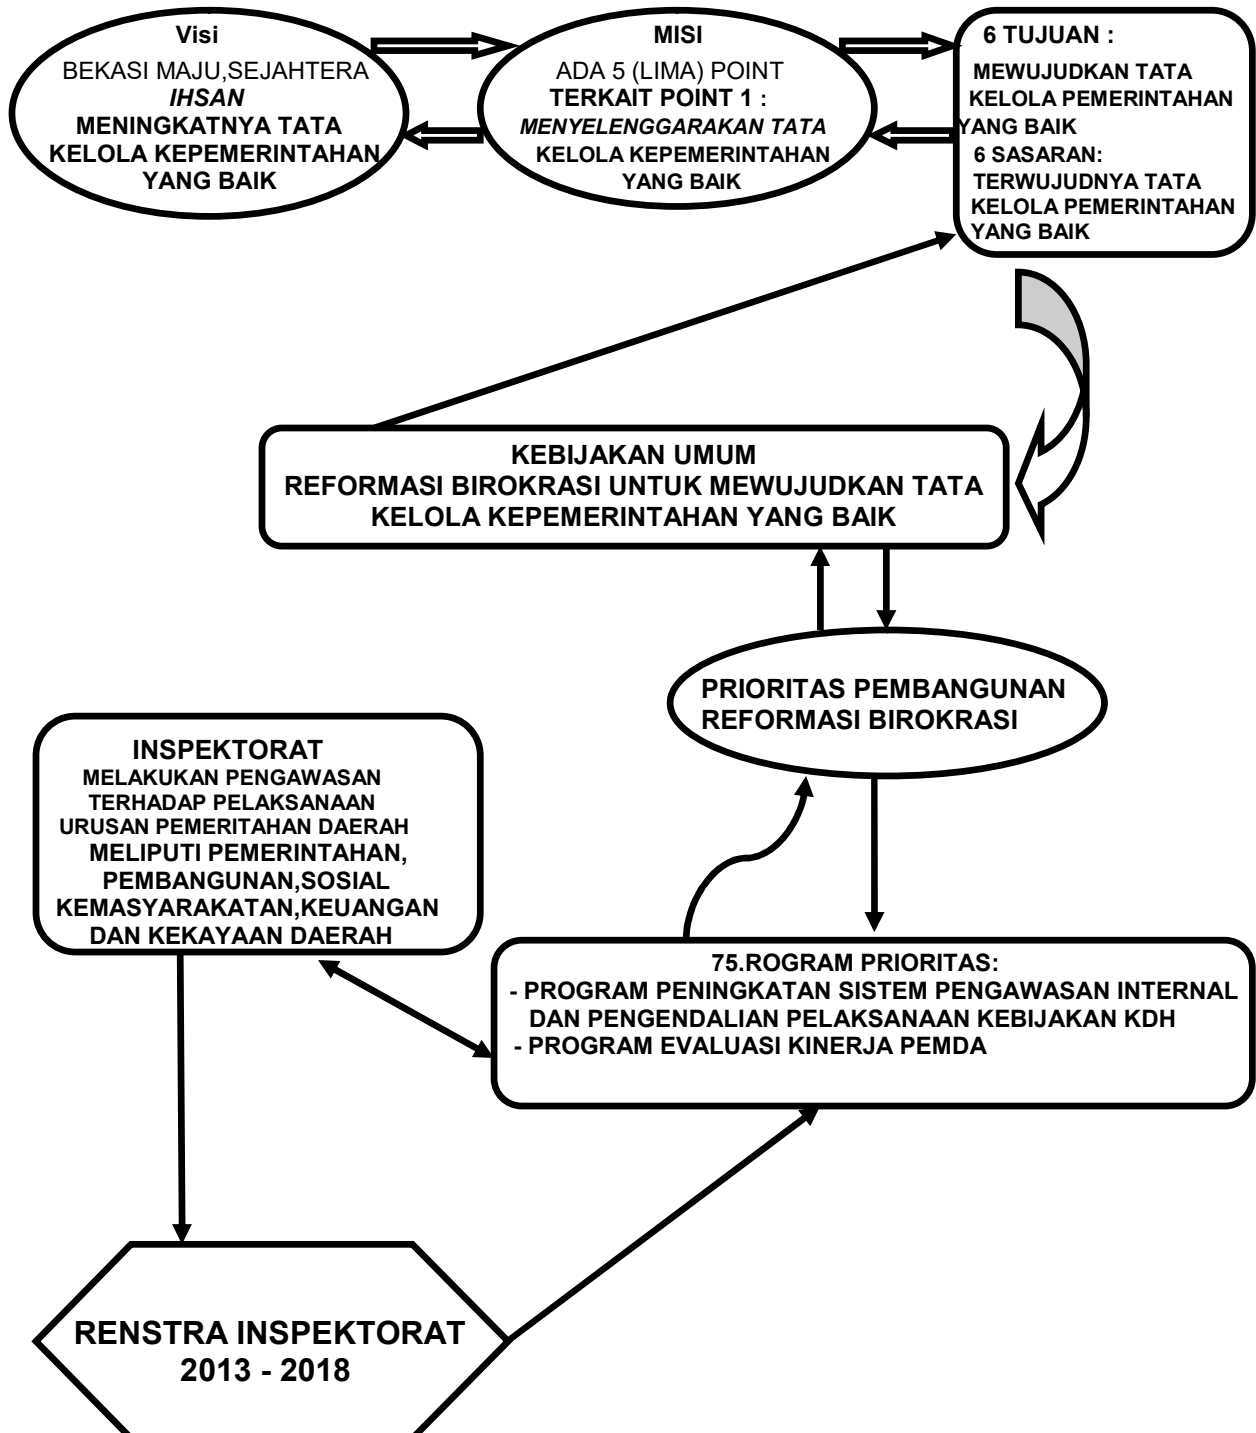 Visi
BEKASI MAJU,SEJAHTERA
IHSAN
MENINGKATNYA TATA
KELOLA KEPEMERINTAHAN
YANG BAIK
MISI
ADA 5 (LIMA) POINT
TERKAIT POINT 1 :
MENYELENGGARAKAN TATA
KELOLA KEPEMERINTAHAN
YANG BAIK
6 TUJUAN :
MEWUJUDKAN TATA
KELOLA PEMERINTAHAN
YANG BAIK
6 SASARAN:
TERWUJUDNYA TATA
KELOLA PEMERINTAHAN
YANG BAIK
KEBIJAKAN UMUM
REFORMASI BIROKRASI UNTUK MEWUJUDKAN TATA
KELOLA KEPEMERINTAHAN YANG BAIK
PRIORITAS PEMBANGUNAN
REFORMASI BIROKRASI
INSPEKTORAT
MELAKUKAN PENGAWASAN
TERHADAP PELAKSANAAN
URUSAN PEMERITAHAN DAERAH
MELIPUTI PEMERINTAHAN,
PEMBANGUNAN,SOSIAL
KEMASYARAKATAN,KEUANGAN
DAN KEKAYAAN DAERAH
75.ROGRAM PRIORITAS:
- PROGRAM PENINGKATAN SISTEM PENGAWASAN INTERNAL
DAN PENGENDALIAN PELAKSANAAN KEBIJAKAN KDH
- PROGRAM EVALUASI KINERJA PEMDA
RENSTRA INSPEKTORAT
2013 - 2018